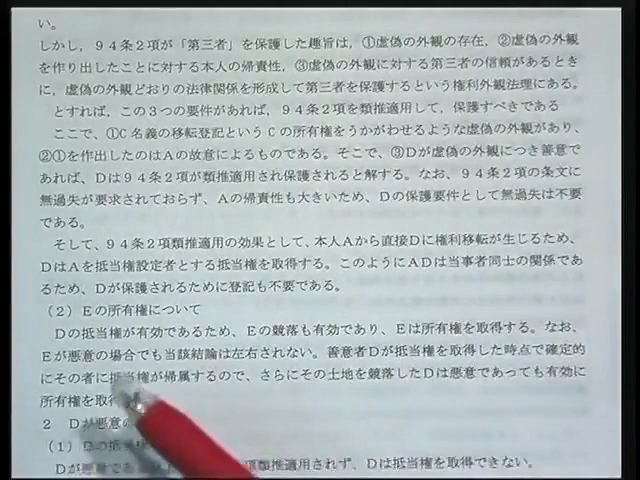 い。
しかし，９４条２項が「第三者」を保護した趣旨は，①虚偽の外観の存在，②虚偽の外観
を作り出したことに対する本人の帰責性，③虚偽の外観に対する第三者の信頼があるとき
に，虚偽の外観どおりの法律関係を形成して第三者を保護するという権利外観法理にある。
とすれば，この３つの要件があれば，９４条２項を類推適用して，保護すべきである
ここで、①Ｃ名義の移転登記というＣの所有権をうかがわせるような虚偽の外観があり、
②①を作出したのはＡの故意によるものである。そこで、③Ｄが虚偽の外観につき善意で
あれば、Ｄは９４条２項が類推適用され保護されると解する。なお、９４条２項の条文に
無過失が要求されておらず、Ａの帰責性も大きいため、Ｄの保護要件として無過失は不要
である。
そして、９４条２項類推適用の効果として、本人Ａから直接Ｄに権利移転が生じるため、
ＤはＡを抵当権設定者とする抵当権を取得する。このようにＡＤは当事者同士の関係であ
るため、Ｄが保護されるために登記も不要である。
（２）Ｅの所有権について
Ｄの抵当権が有効であるため、Ｅの競落も有効であり、Ｅは所有権を取得する。なお、
Ｅが悪意の場合でも当該結論は左右されない。善意者Ｄが抵当権を取得した時点で確定的
にその者に抵当権が帰属するので、さらにその土地を競落したＤは悪意であっても有効に
所有権を取得
２　Ｄが悪意の
（１）Ｄの抵当権
Ｄが悪意である 類推適用されず、Ｄは抵当権を取得できない。